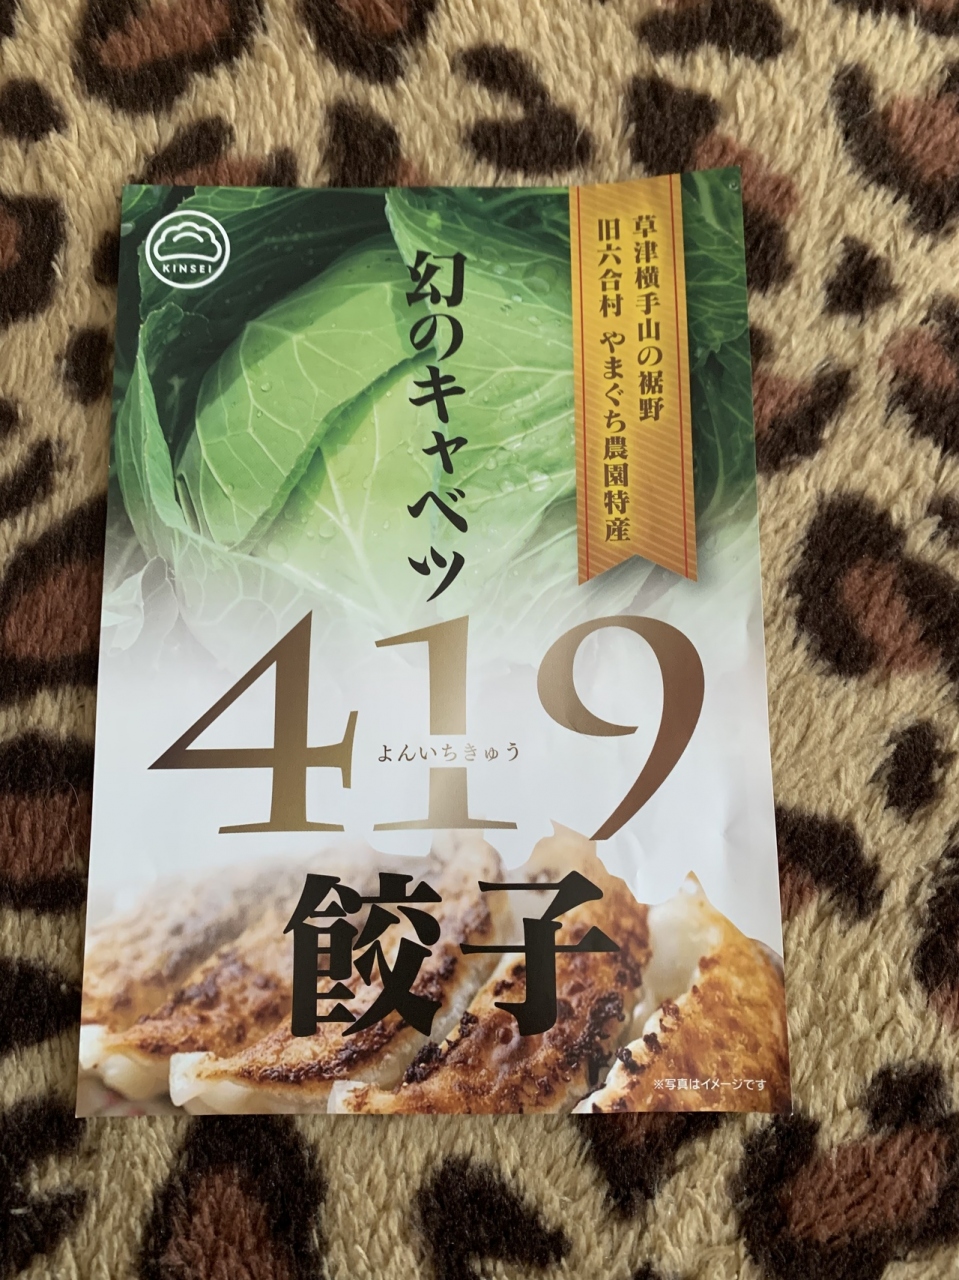 KINSEI
草津横手山の裾野
旧六合村 やまぐち農園特産
幻のキャベツ
419
よんいちきゅう
餃子
※写真はイメージです